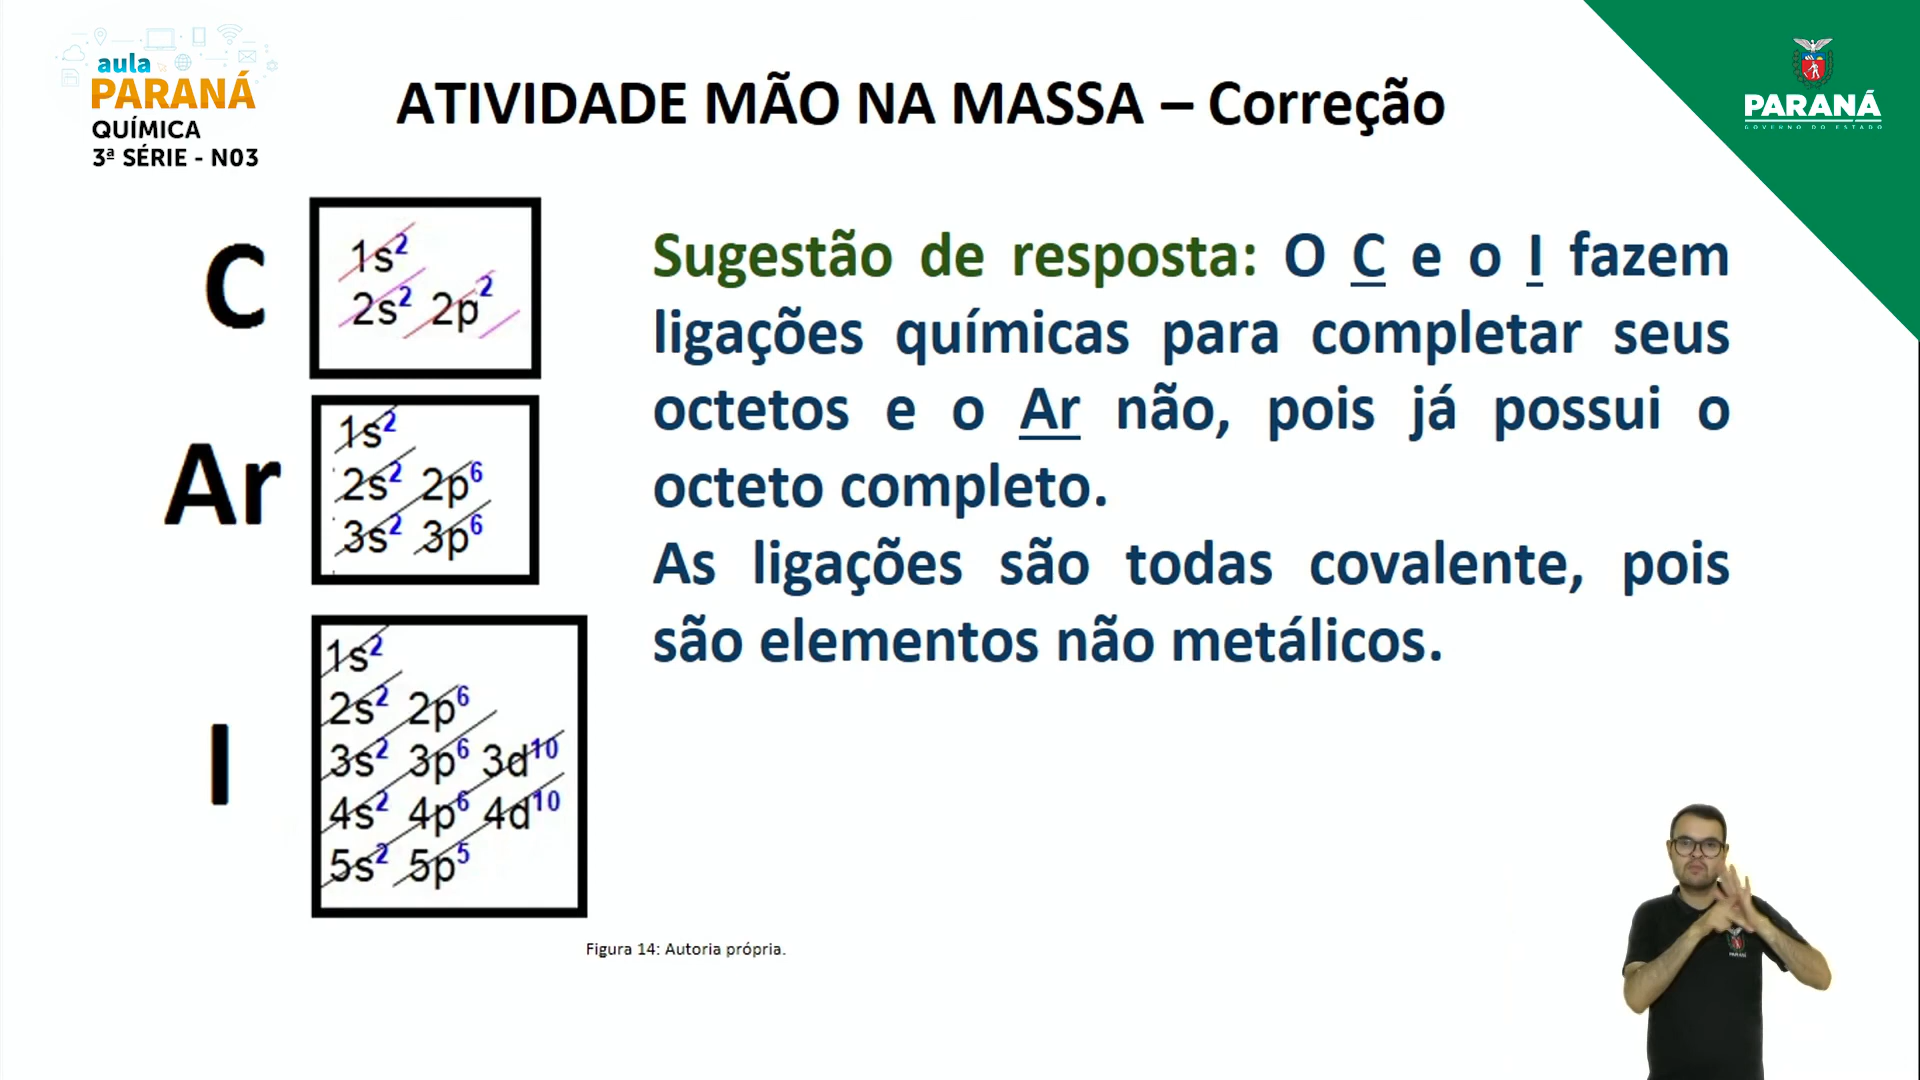 aula
PARANÁ
QUÍMICA
3ª SÉRIE - N03
ATIVIDADE MÃO NA MASSA – Correção
PARANÁ
GOVERNO DO ESTADO
C
1s²
2s² 2p²
Ar
1s²
2s² 2p⁶
3s² 3p⁶
I
1s²
2s² 2p⁶
3s² 3p⁶ 3d¹⁰
4s² 4p⁶ 4d¹⁰
5s² 5p⁵
Sugestão de resposta: O C e o I fazem
ligações químicas para completar seus
octetos e o Ar não, pois já possui o
octeto completo.
As ligações são todas covalente, pois
são elementos não metálicos.
Figura 14: Autoria própria.